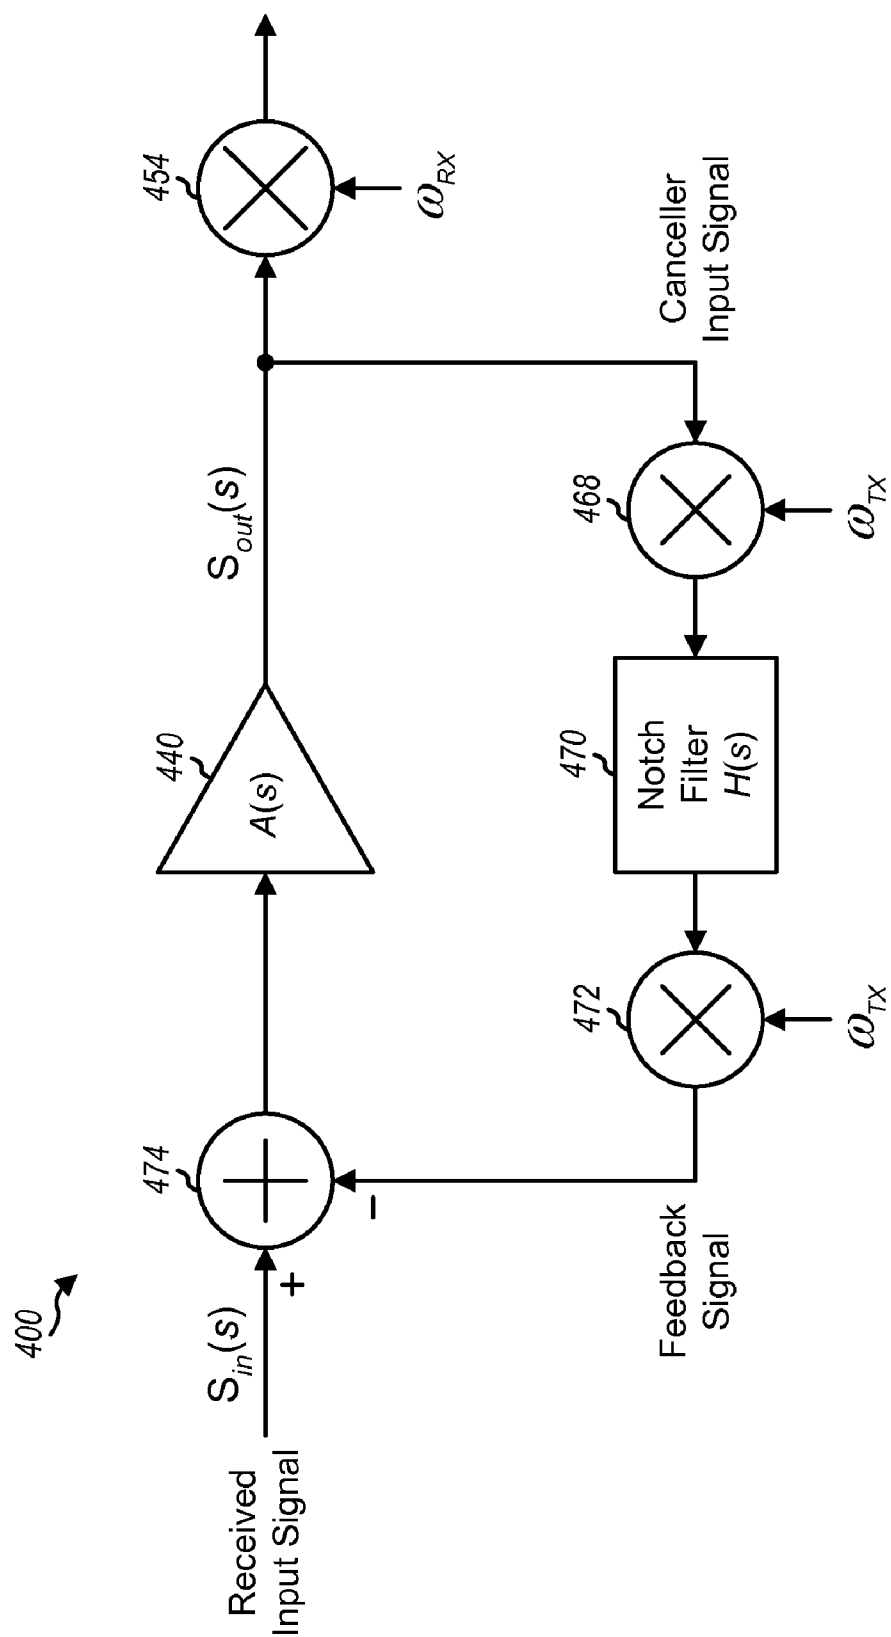 400
Received
Input Signal
S_in(s)
+
−
474
440
A(s)
S_out(s)
454
ω_RX
Feedback
Signal
472
ω_TX
470
Notch
Filter
H(s)
468
ω_TX
Canceller
Input Signal